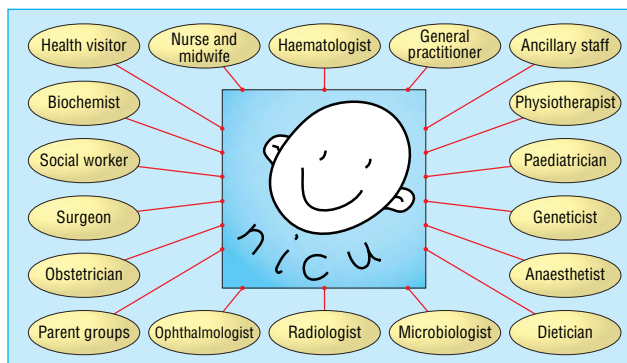 Health visitor
Nurse and
midwife
Haematologist
General
practitioner
Ancillary staff
Biochemist
Physiotherapist
Social worker
Paediatrician
Surgeon
Geneticist
nicu
Obstetrician
Anaesthetist
Parent groups
Ophthalmologist
Radiologist
Microbiologist
Dietician